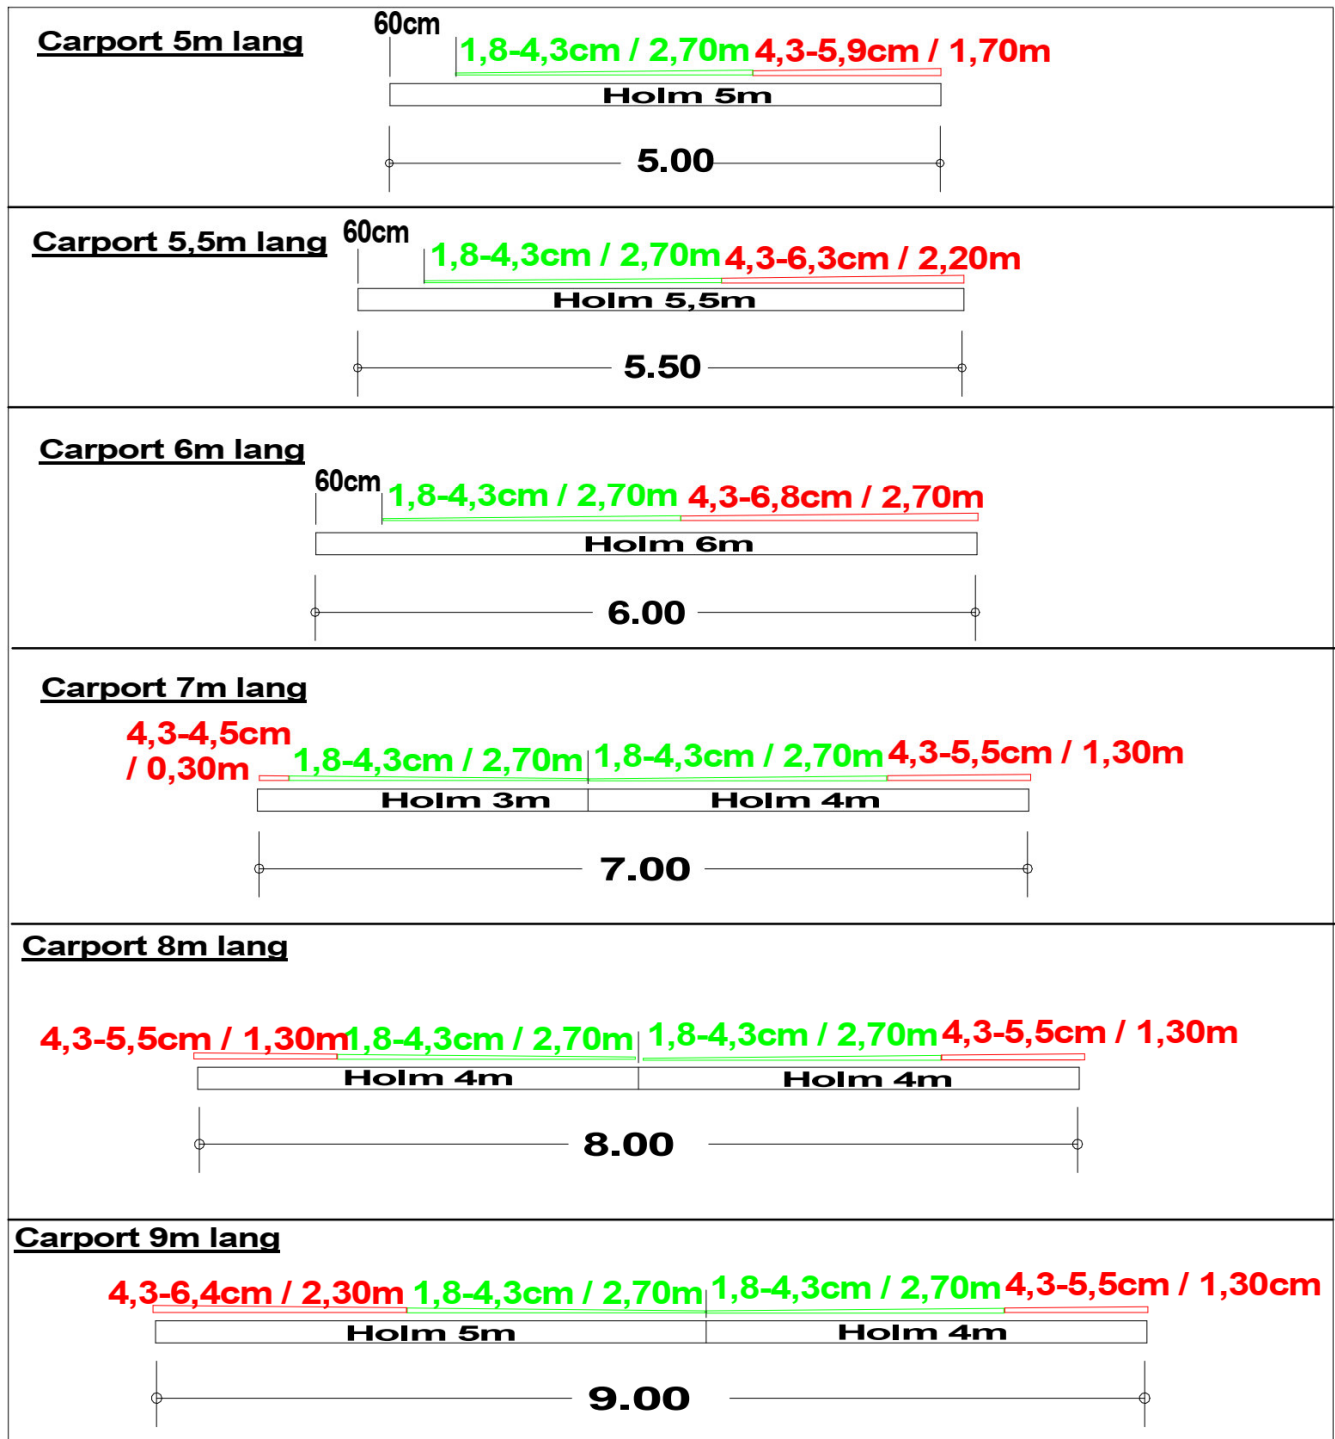 Carport 5m lang
60cm
1,8-4,3cm / 2,70m
4,3-5,9cm / 1,70m
Holm 5m
5.00
Carport 5,5m lang
60cm
1,8-4,3cm / 2,70m
4,3-6,3cm / 2,20m
Holm 5,5m
5.50
Carport 6m lang
60cm
1,8-4,3cm / 2,70m
4,3-6,8cm / 2,70m
Holm 6m
6.00
Carport 7m lang
4,3-4,5cm
/ 0,30m
1,8-4,3cm / 2,70m
1,8-4,3cm / 2,70m
4,3-5,5cm / 1,30m
Holm 3m
Holm 4m
7.00
Carport 8m lang
4,3-5,5cm / 1,30m
1,8-4,3cm / 2,70m
1,8-4,3cm / 2,70m
4,3-5,5cm / 1,30m
Holm 4m
Holm 4m
8.00
Carport 9m lang
4,3-6,4cm / 2,30m
1,8-4,3cm / 2,70m
1,8-4,3cm / 2,70m
4,3-5,5cm / 1,30cm
Holm 5m
Holm 4m
9.00